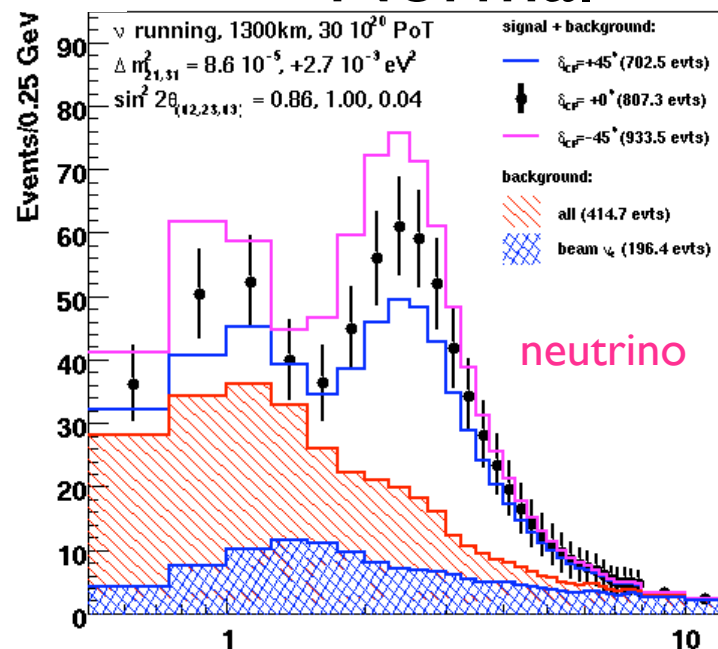 ν running, 1300km, 30 10²⁰ PoT
Δ m²₂₁,₃₁ = 8.6 10⁻⁵, +2.7 10⁻³ eV²
sin² 2θ₍₁₂,₂₃,₁₃₎ = 0.86, 1.00, 0.04
signal + background:
δCP=+45° (702.5 evts)
δCP=+0° (807.3 evts)
δCP=-45° (933.5 evts)
background:
all (414.7 evts)
beam νe (196.4 evts)
neutrino
Events/0.25 GeV
90
80
70
60
50
40
30
20
10
0
1
10